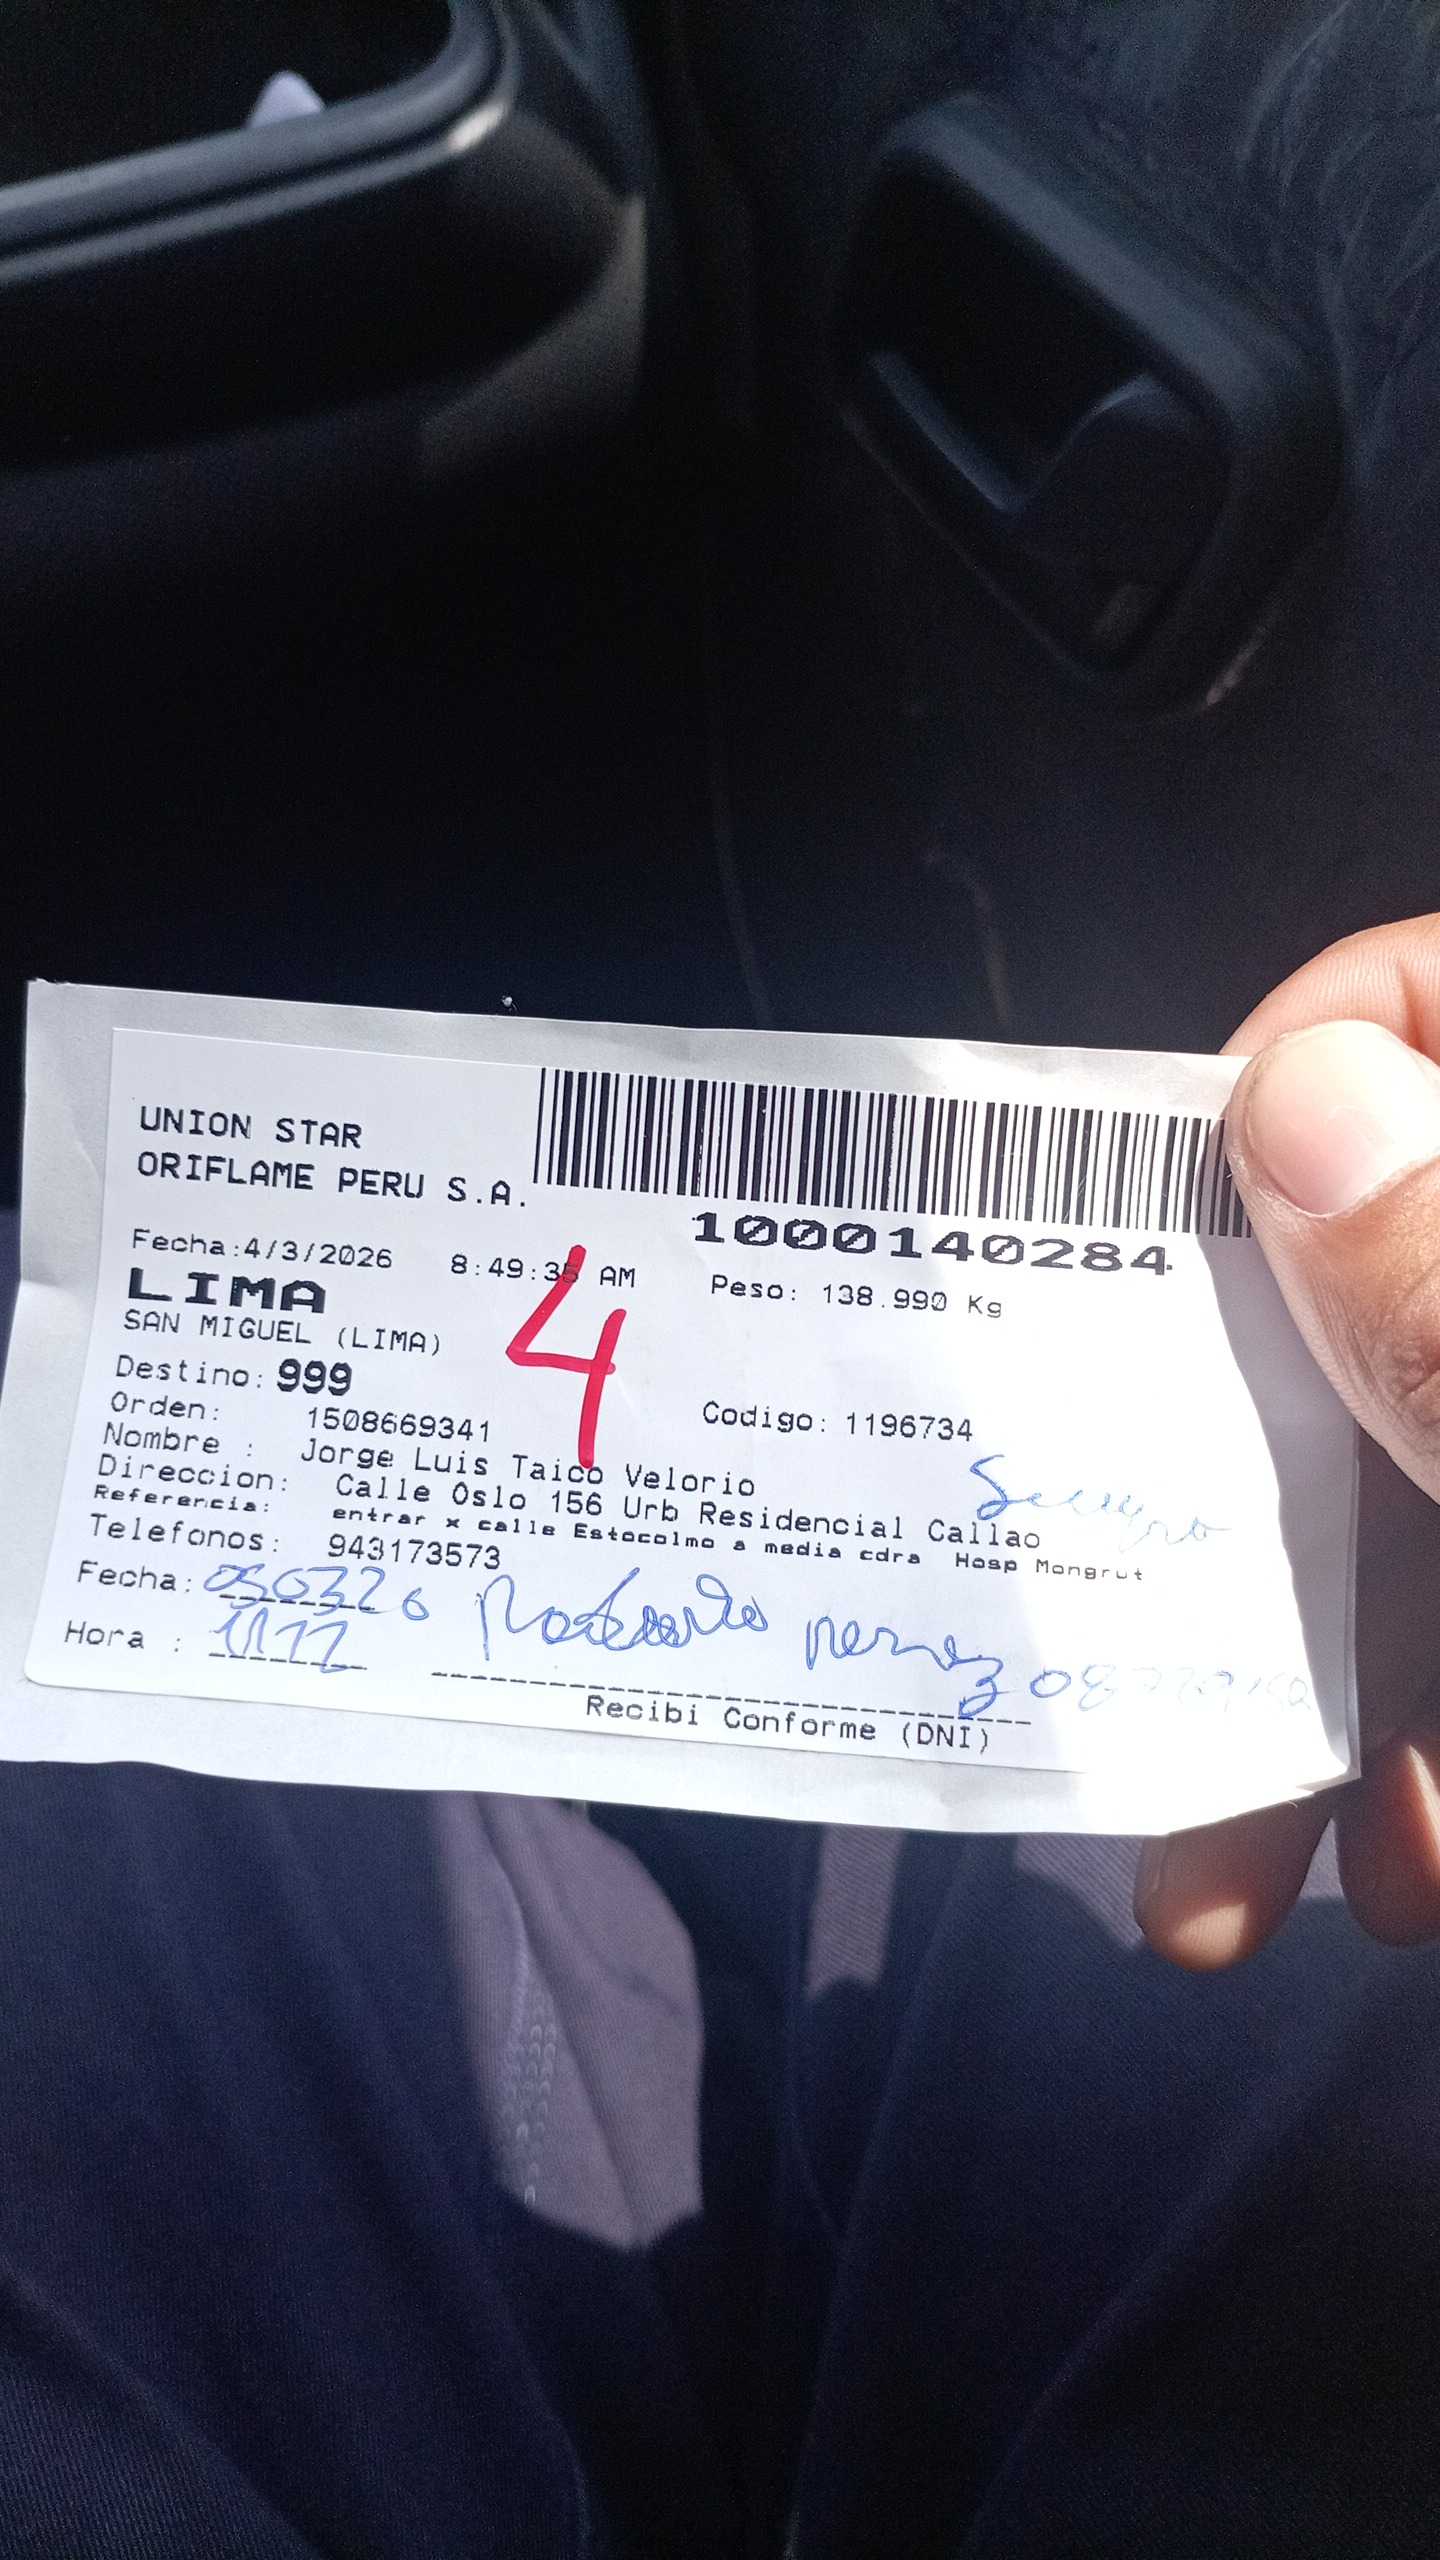 UNION STAR
ORIFLAME PERU S.A.
1000140284
Fecha:4/3/2026 8:49:35 AM Peso: 138.990 Kg
LIMA
SAN MIGUEL (LIMA)
4
Destino: 999
Orden: 1508669341 Codigo: 1196734
Nombre : Jorge Luis Taico Velorio
Direccion: Calle Oslo 156 Urb Residencial Callao
Referencia: entrar x calle Estocolmo a media cdra Hosp Mongrut
Telefonos: 943173573
Fecha: 050326
Hora :
Recibi Conforme (DNI)